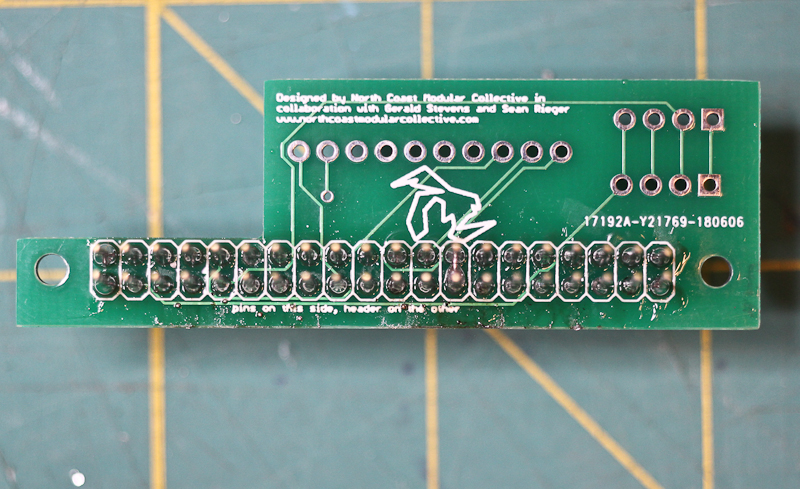 Designed by North Coast Modular Collective in
collaboration with Gerald Stevens and Sean Rieger
www.northcoastmodularcollective.com
17192A-Y21769-180606
pins on this side, header on the other